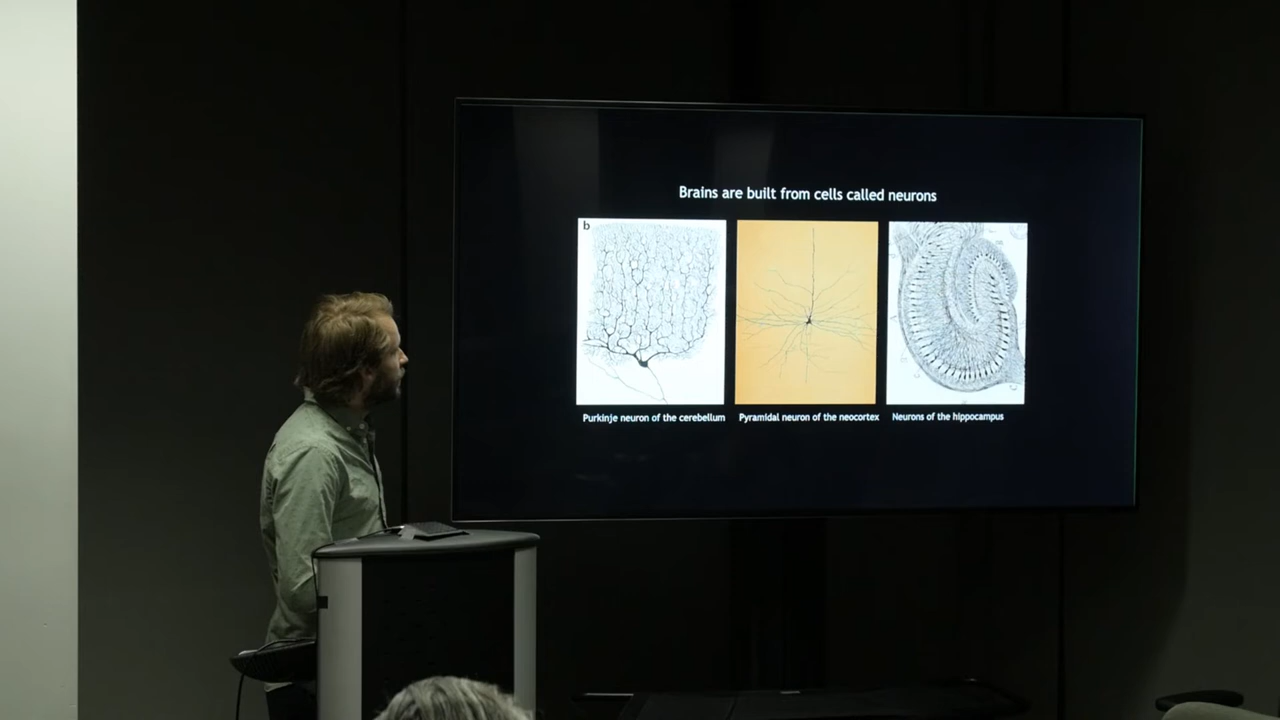 Brains are built from cells called neurons
b
Purkinje neuron of the cerebellum
Pyramidal neuron of the neocortex
Neurons of the hippocampus